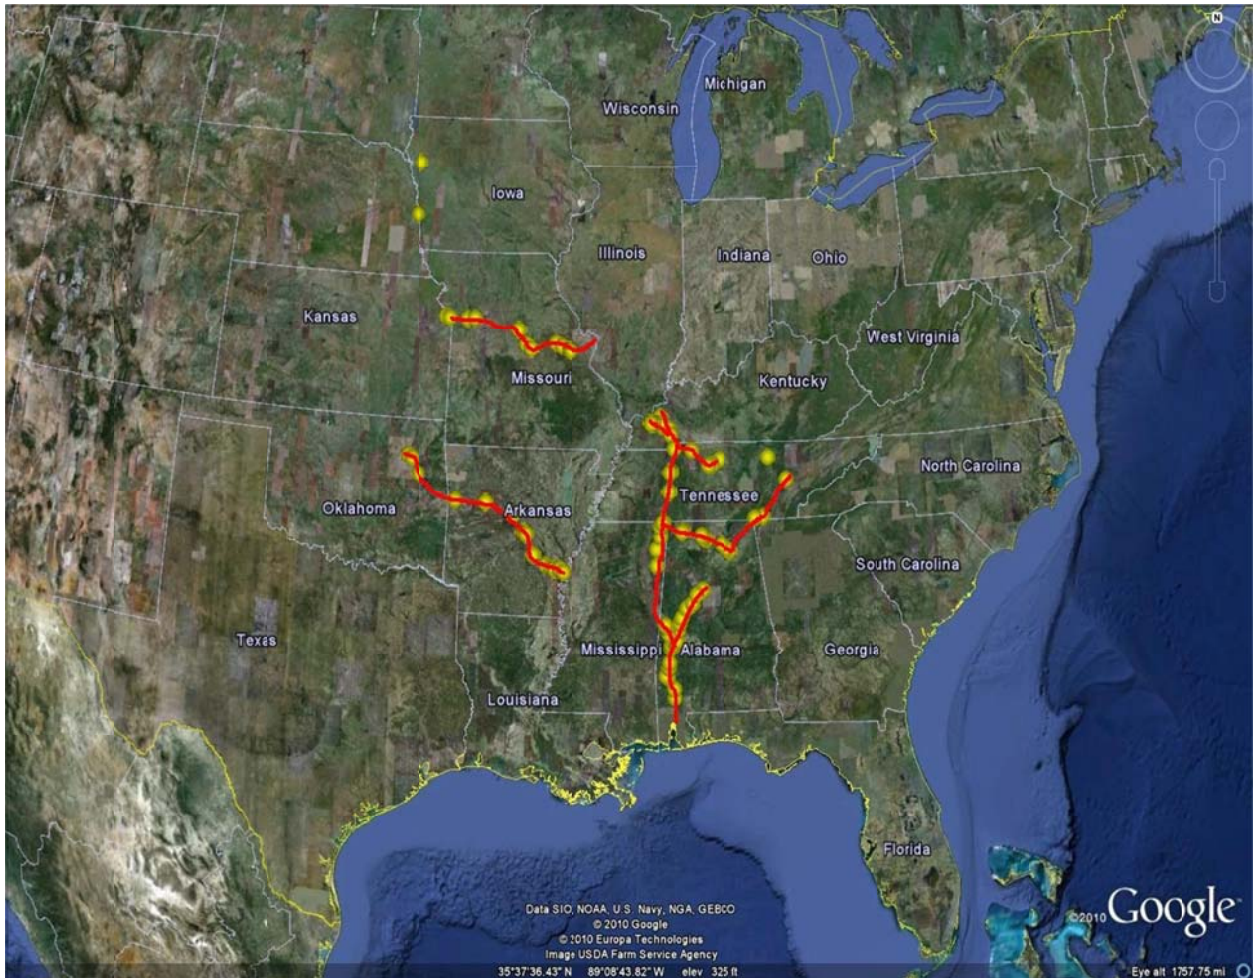 N
Michigan
Wisconsin
Iowa
Illinois
Indiana
Ohio
Kansas
West Virginia
Missouri
Kentucky
North Carolina
Tennessee
Oklahoma
Arkansas
South Carolina
Texas
Mississippi
Alabama
Georgia
Louisiana
Florida
Data SIO, NOAA, U.S. Navy, NGA, GEBCO
© 2010 Google
© 2010 Europa Technologies
Image USDA Farm Service Agency
©2010 Google
35°37'36.43" N 89°08'43.82" W elev 325 ft
Eye alt 1757.75 mi